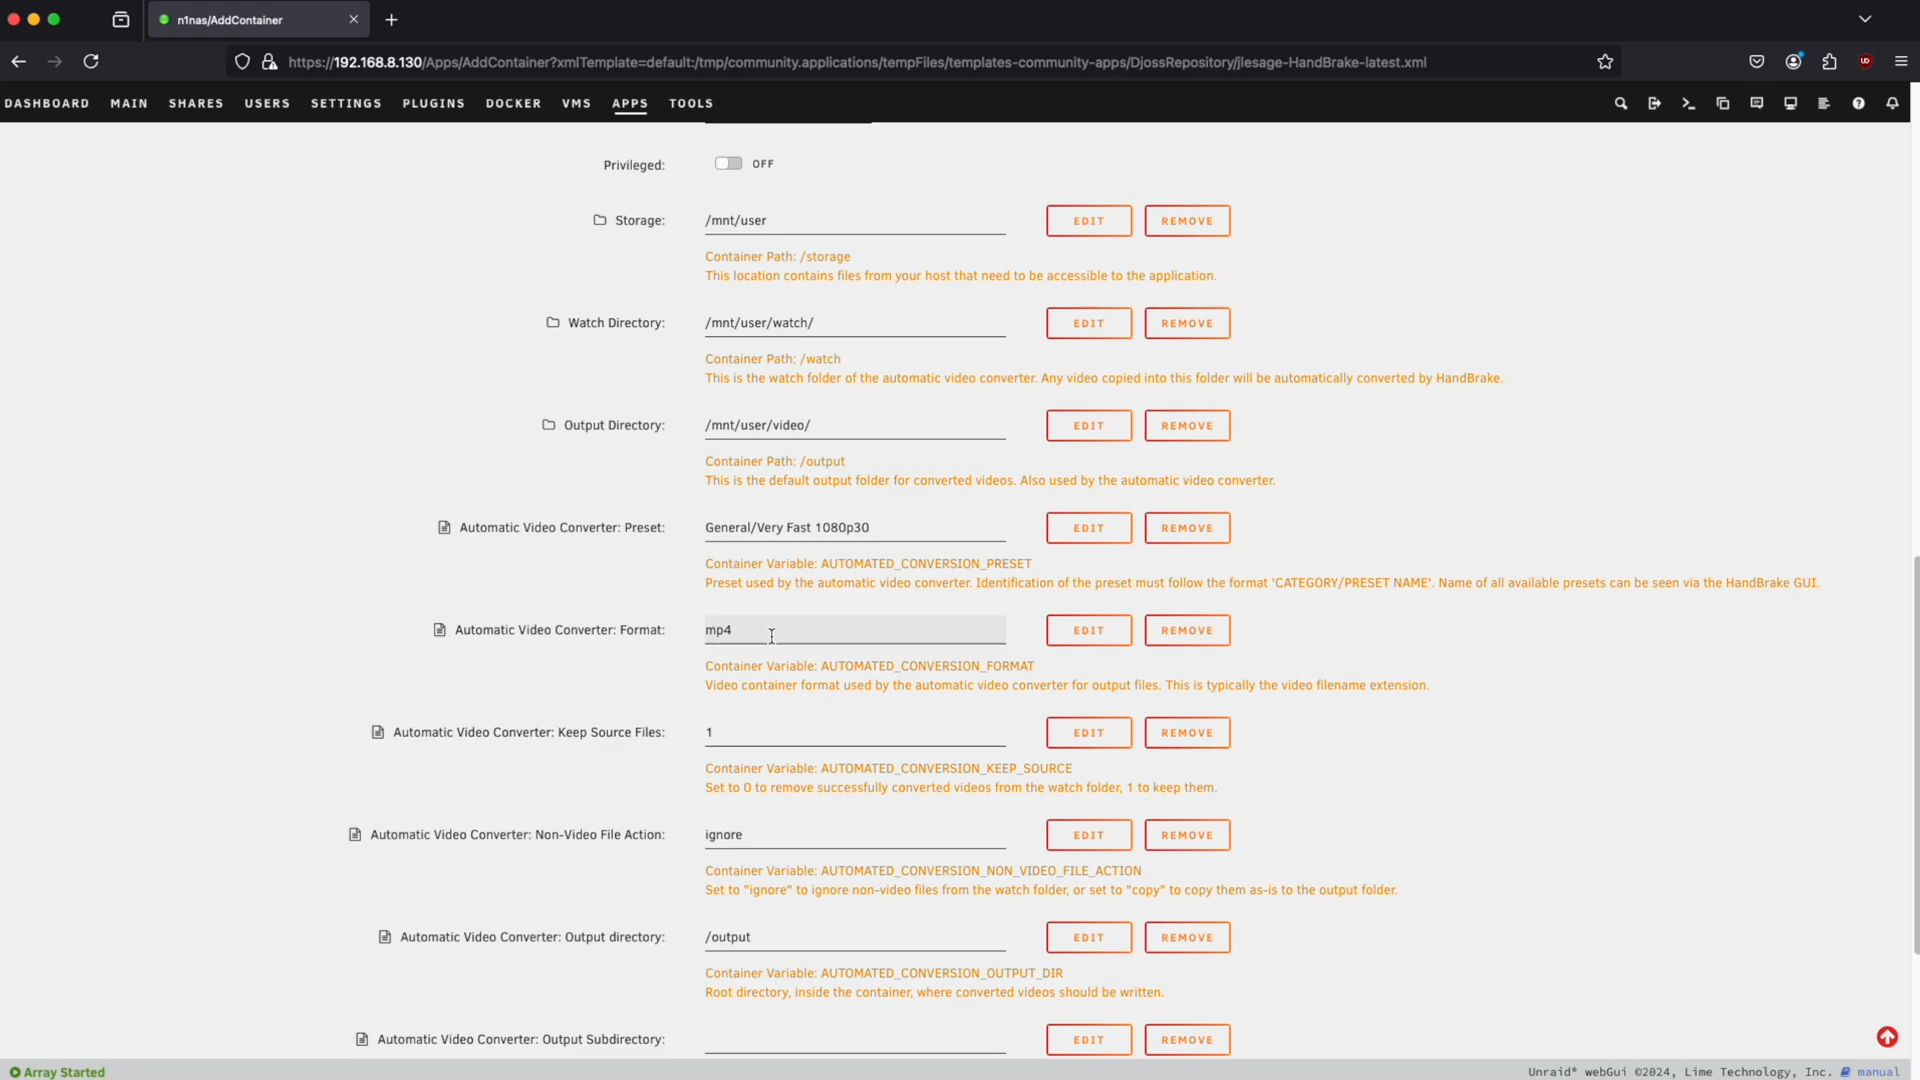 n1nas/AddContainer
https://192.168.8.130/Apps/AddContainer?xmlTemplate=default:/tmp/community.applications/tempFiles/templates-community-apps/DjossRepository/jlesage-HandBrake-latest.xml
DASHBOARD MAIN SHARES USERS SETTINGS PLUGINS DOCKER VMS APPS TOOLS
Privileged: OFF
Storage: /mnt/user EDIT REMOVE
Container Path: /storage
This location contains files from your host that need to be accessible to the application.
Watch Directory: /mnt/user/watch/ EDIT REMOVE
Container Path: /watch
This is the watch folder of the automatic video converter. Any video copied into this folder will be automatically converted by HandBrake.
Output Directory: /mnt/user/video/ EDIT REMOVE
Container Path: /output
This is the default output folder for converted videos. Also used by the automatic video converter.
Automatic Video Converter: Preset: General/Very Fast 1080p30 EDIT REMOVE
Container Variable: AUTOMATED_CONVERSION_PRESET
Preset used by the automatic video converter. Identification of the preset must follow the format 'CATEGORY/PRESET NAME'. Name of all available presets can be seen via the HandBrake GUI.
Automatic Video Converter: Format: mp4 EDIT REMOVE
Container Variable: AUTOMATED_CONVERSION_FORMAT
Video container format used by the automatic video converter for output files. This is typically the video filename extension.
Automatic Video Converter: Keep Source Files: 1 EDIT REMOVE
Container Variable: AUTOMATED_CONVERSION_KEEP_SOURCE
Set to 0 to remove successfully converted videos from the watch folder, 1 to keep them.
Automatic Video Converter: Non-Video File Action: ignore EDIT REMOVE
Container Variable: AUTOMATED_CONVERSION_NON_VIDEO_FILE_ACTION
Set to "ignore" to ignore non-video files from the watch folder, or set to "copy" to copy them as-is to the output folder.
Automatic Video Converter: Output directory: /output EDIT REMOVE
Container Variable: AUTOMATED_CONVERSION_OUTPUT_DIR
Root directory, inside the container, where converted videos should be written.
Automatic Video Converter: Output Subdirectory: EDIT REMOVE
Array Started Unraid® webGui ©2024, Lime Technology, Inc. manual